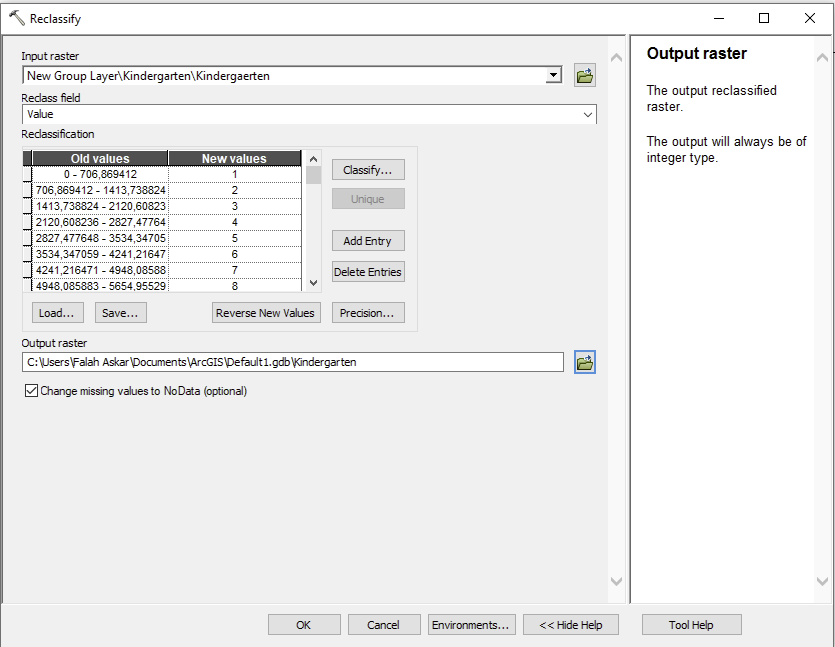 Reclassify
Input raster
New Group Layer\Kindergarten\Kindergaerten
Reclass field
Value
Reclassification
Old values New values
0 - 706,869412 1
706,869412 - 1413,738824 2
1413,738824 - 2120,60823 3
2120,608236 - 2827,47764 4
2827,477648 - 3534,34705 5
3534,347059 - 4241,21647 6
4241,216471 - 4948,08588 7
4948,085883 - 5654,95529 8
Classify...
Unique
Add Entry
Delete Entries
Load... Save... Reverse New Values Precision...
Output raster
C:\Users\Falah Askar\Documents\ArcGIS\Default1.gdb\Kindergarten
Change missing values to NoData (optional)
OK Cancel Environments... << Hide Help
Output raster
The output reclassified
raster.
The output will always be of
integer type.
Tool Help